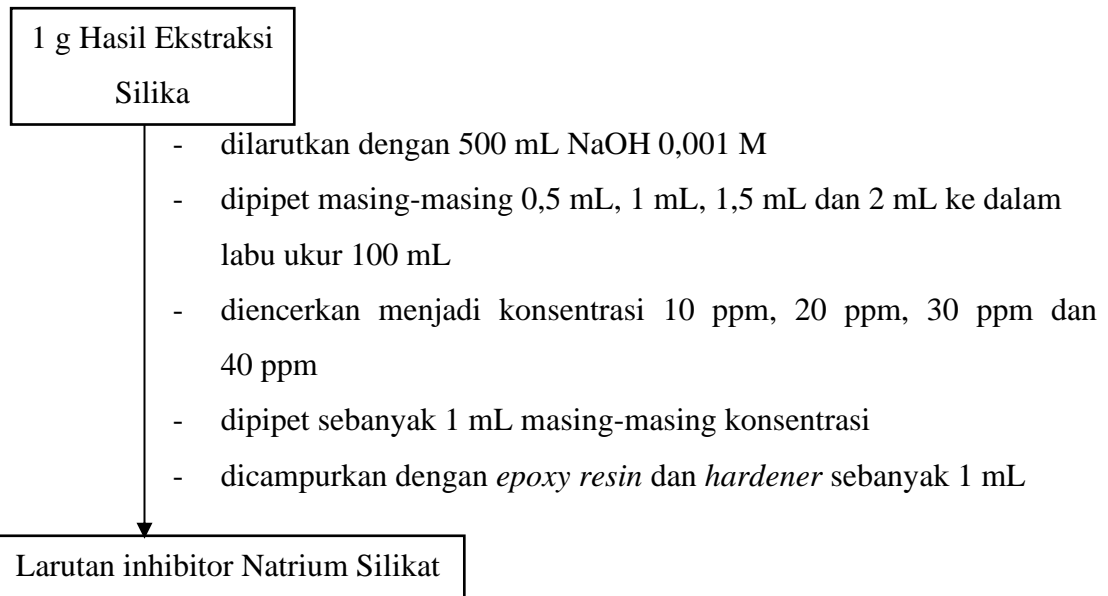 1 g Hasil Ekstraksi
Silika
- dilarutkan dengan 500 mL NaOH 0,001 M
- dipipet masing-masing 0,5 mL, 1 mL, 1,5 mL dan 2 mL ke dalam
labu ukur 100 mL
- diencerkan menjadi konsentrasi 10 ppm, 20 ppm, 30 ppm dan
40 ppm
- dipipet sebanyak 1 mL masing-masing konsentrasi
- dicampurkan dengan epoxy resin dan hardener sebanyak 1 mL
Larutan inhibitor Natrium Silikat